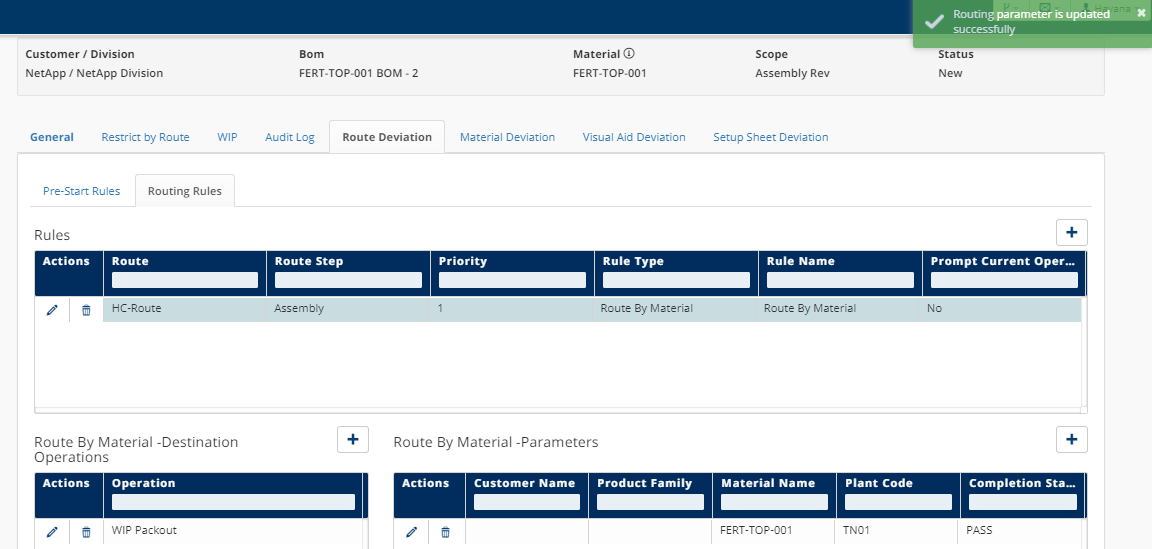 Routing parameter is updated
successfully
Havana
Customer / Division Bom Material Scope Status
NetApp / NetApp Division FERT-TOP-001 BOM - 2 FERT-TOP-001 Assembly Rev New
General Restrict by Route WIP Audit Log Route Deviation Material Deviation Visual Aid Deviation Setup Sheet Deviation
Pre-Start Rules Routing Rules
Rules
Actions Route Route Step Priority Rule Type Rule Name Prompt Current Oper...
HC-Route Assembly 1 Route By Material Route By Material No
Route By Material -Destination
Operations
Actions Operation
WIP Packout
Route By Material -Parameters
Actions Customer Name Product Family Material Name Plant Code Completion Sta...
FERT-TOP-001 TN01 PASS